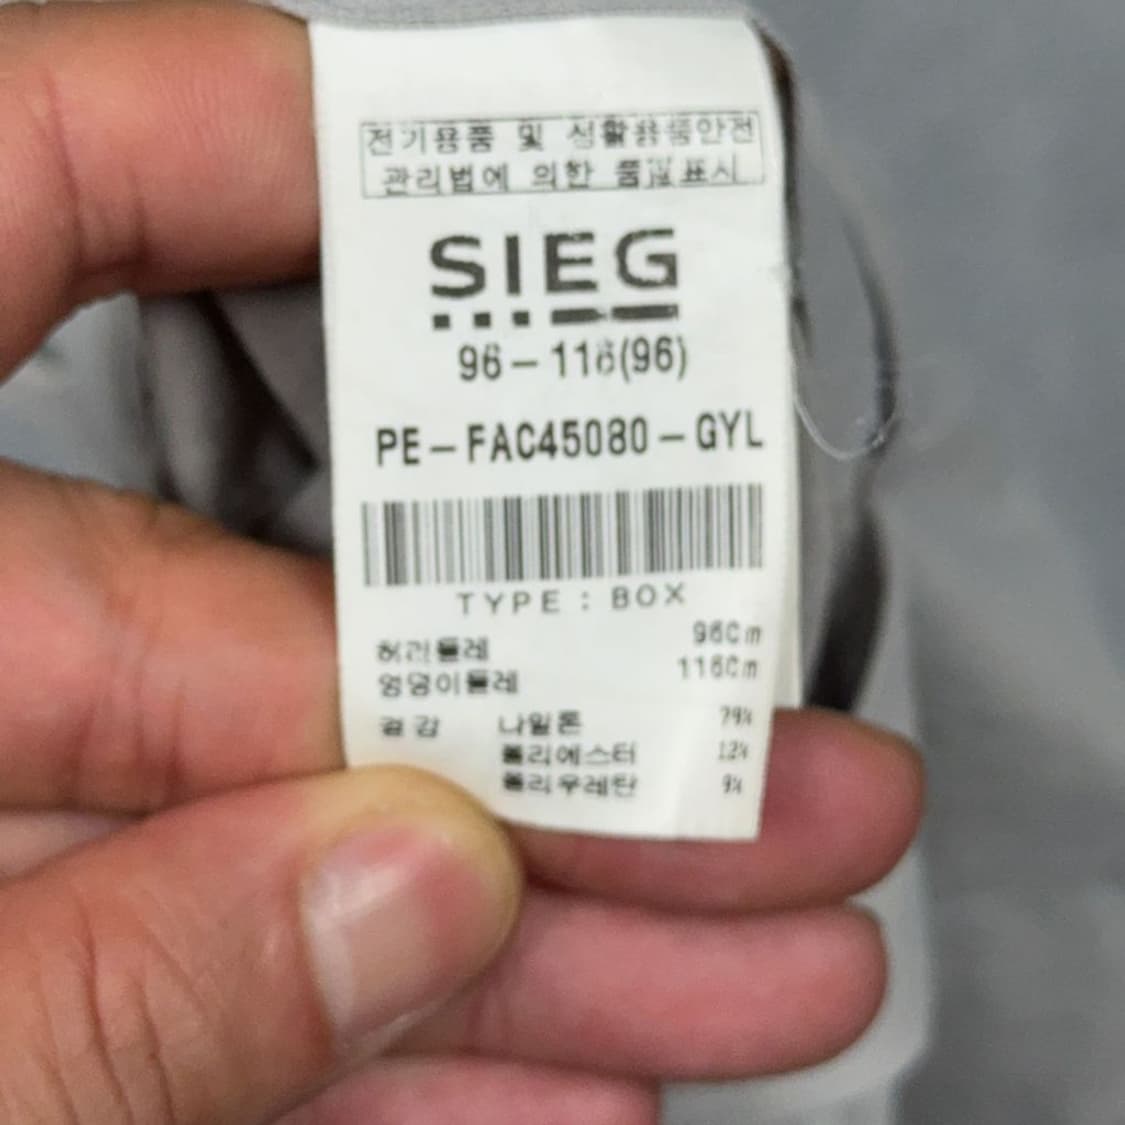 전기용품 및 생활용품안전
관리법에 의한 품질표시
SIEG
96-116(96)
PE-FAC45080-GYL
TYPE : BOX
허리둘레 96Cm
엉덩이둘레 116Cm
겉감 나일론 79%
폴리에스터 12%
폴리우레탄 9%